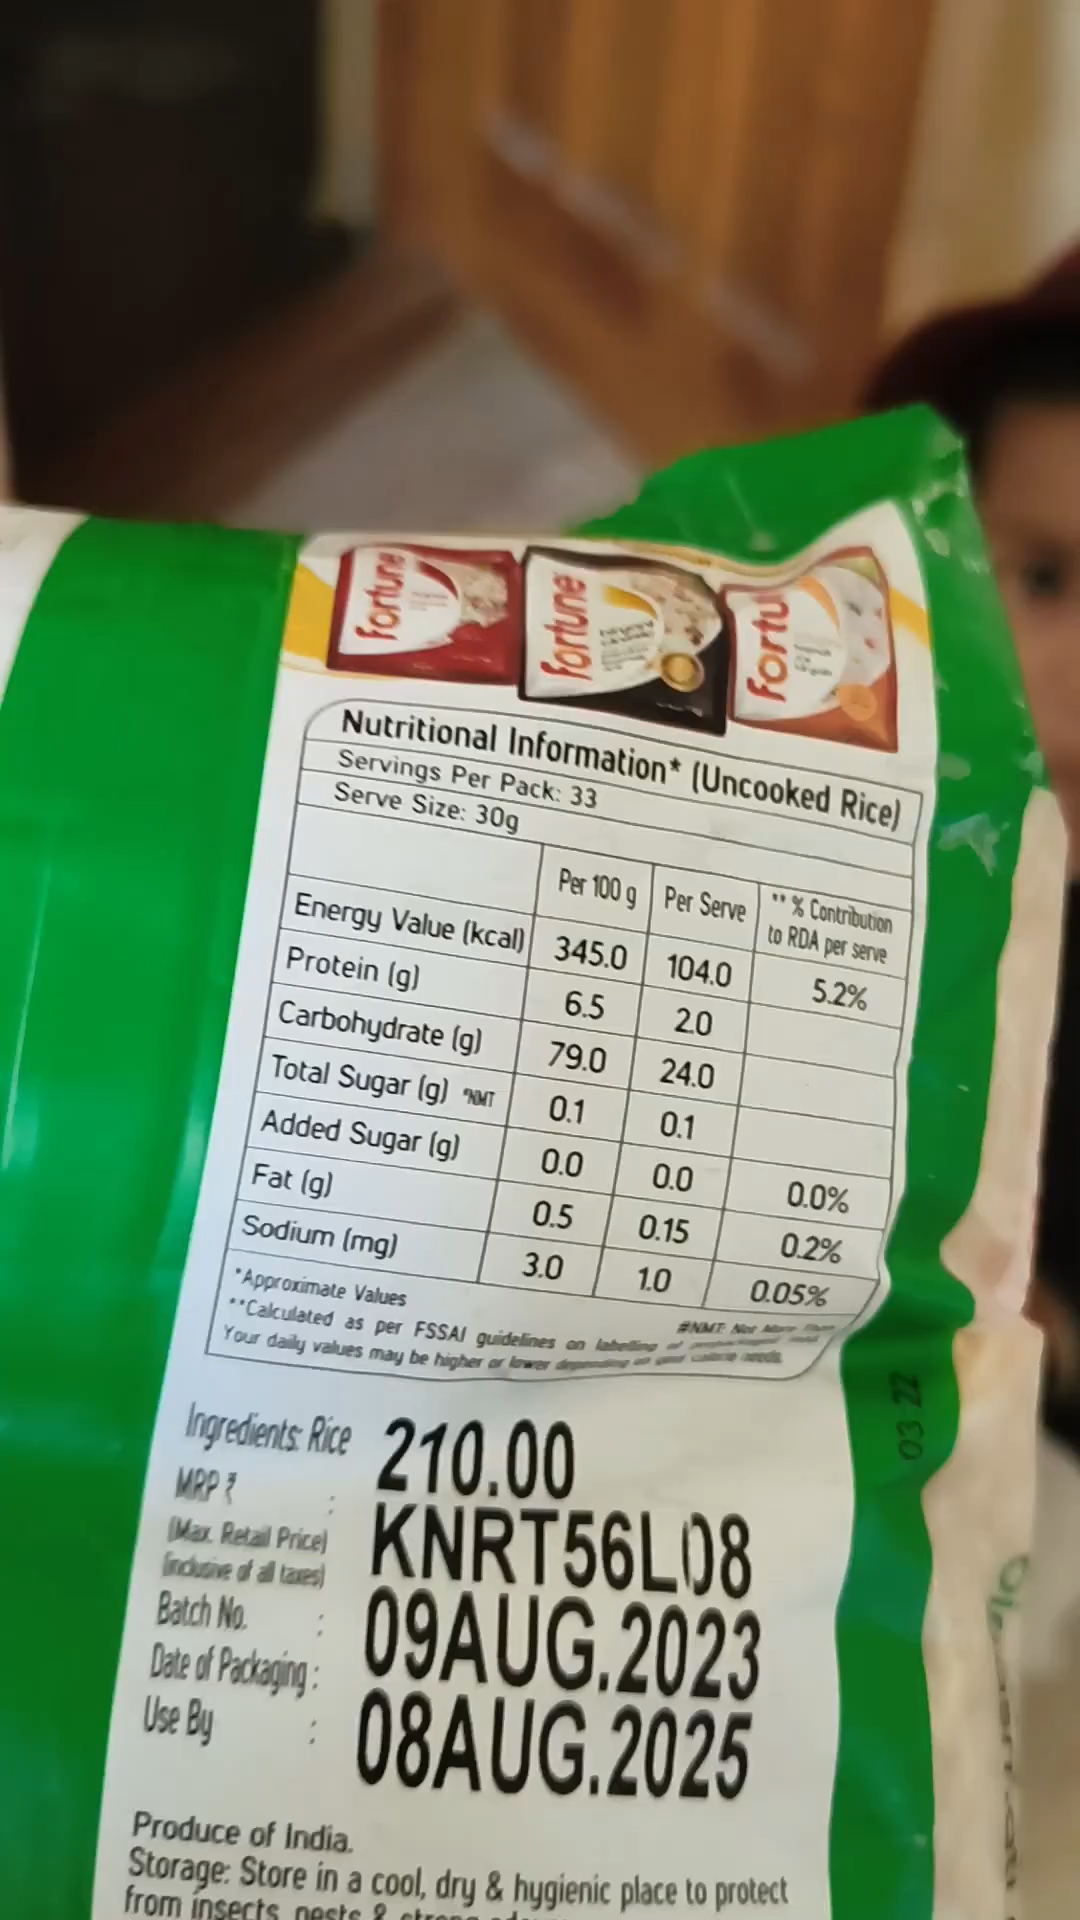 fortune
fortune
fortu
Nutritional Information* (Uncooked Rice)
Servings Per Pack: 33
Serve Size: 30g
Per 100 g Per Serve ** % Contribution
to RDA per serve
Energy Value (kcal) 345.0 104.0 5.2%
Protein (g) 6.5 2.0
Carbohydrate (g) 79.0 24.0
Total Sugar (g) #NMT 0.1 0.1
Added Sugar (g) 0.0 0.0 0.0%
Fat (g) 0.5 0.15 0.2%
Sodium (mg) 3.0 1.0 0.05%
*Approximate Values #NMT: Not More Than
**Calculated as per FSSAI guidelines on labelling of
Your daily values may be higher or lower depending on your calorie needs.
Ingredients: Rice
MRP ₹ : 210.00
(Max. Retail Price)
(inclusive of all taxes)
Batch No. : KNRT56L08
Date of Packaging : 09AUG.2023
Use By : 08AUG.2025
03 22
Produce of India.
Storage: Store in a cool, dry & hygienic place to protect
from insects, pests &